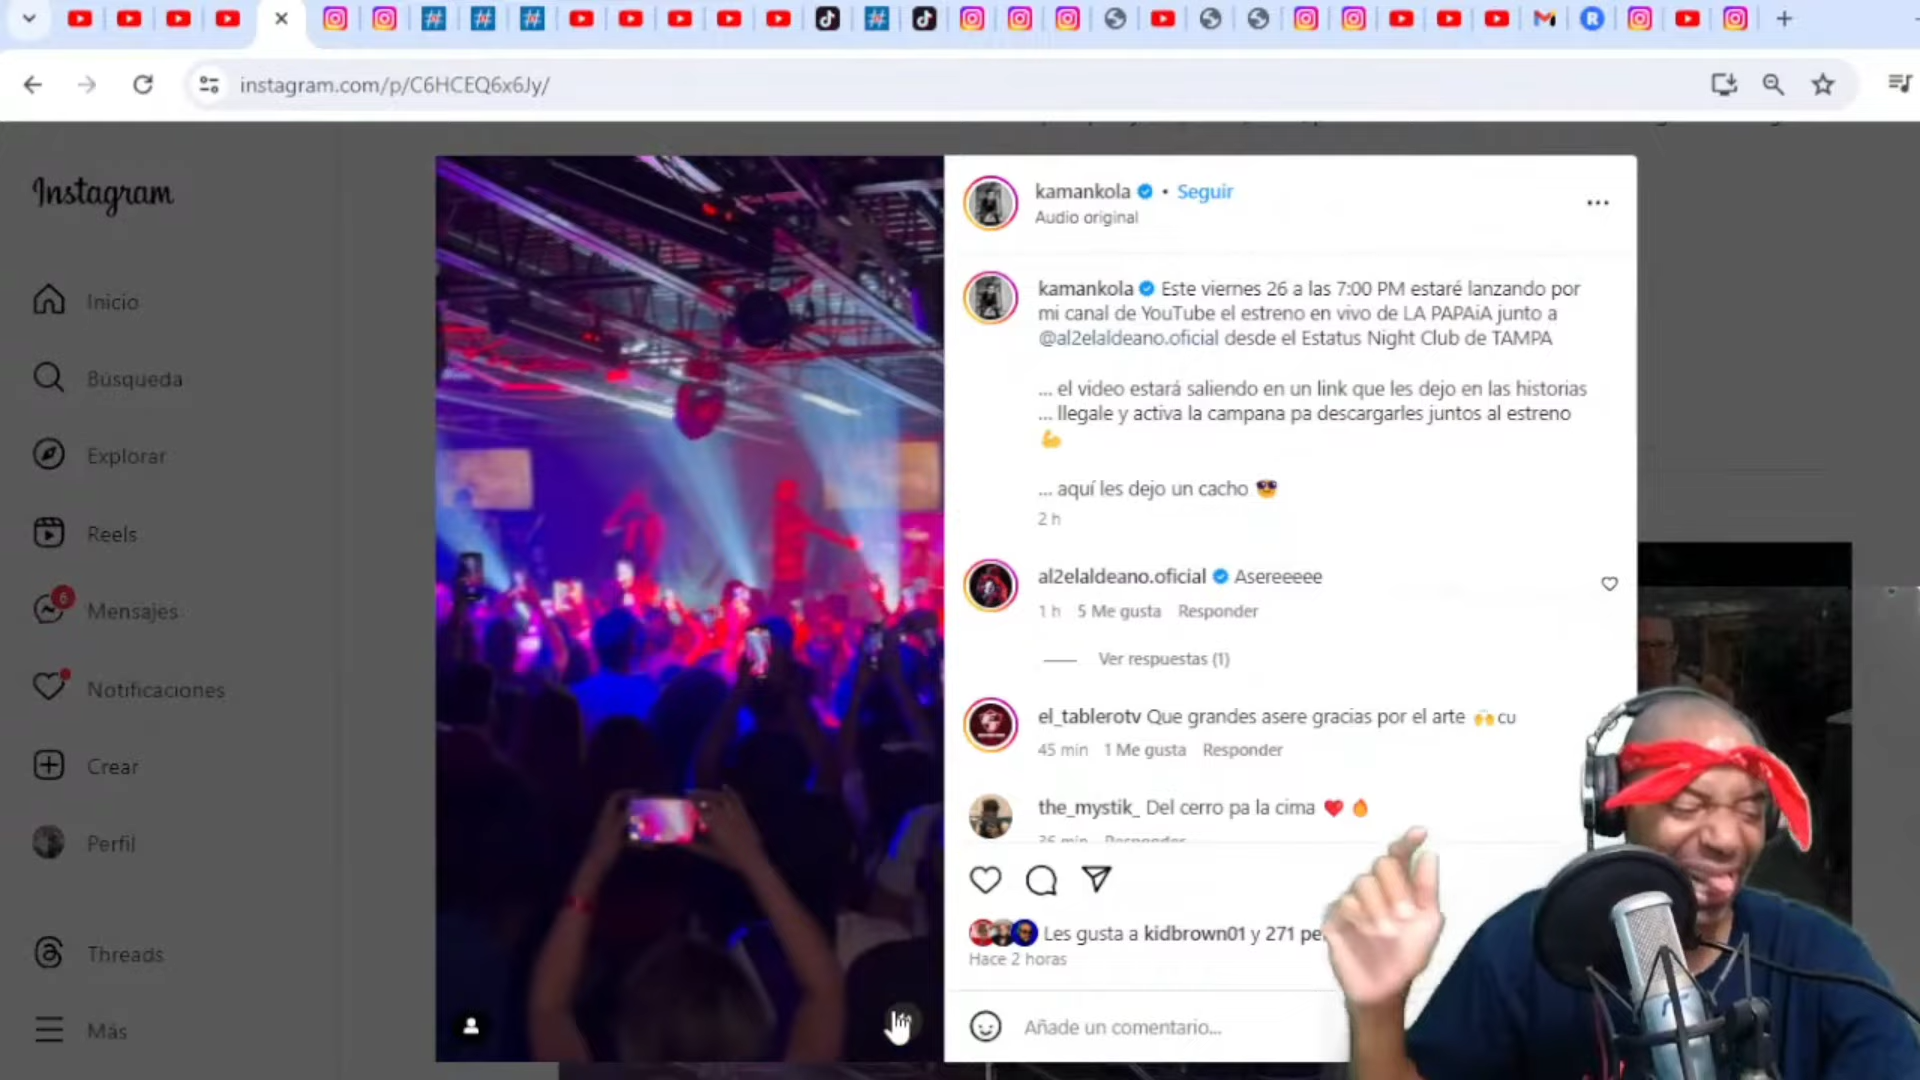 instagram.com/p/C6HCEQ6x6Jy/
Instagram
Inicio
Búsqueda
Explorar
Reels
6
Mensajes
Notificaciones
Crear
Perfil
Threads
Más
kamankola • Seguir
Audio original
kamankola Este viernes 26 a las 7:00 PM estaré lanzando por
mi canal de YouTube el estreno en vivo de LA PAPAiA junto a
@al2elaldeano.oficial desde el Estatus Night Club de TAMPA
... el video estará saliendo en un link que les dejo en las historias
... llegale y activa la campana pa descargarles juntos al estreno
💪
... aquí les dejo un cacho 😎
2 h
al2elaldeano.oficial Asereeeee
1 h 5 Me gusta Responder
Ver respuestas (1)
el_tablerotv Que grandes asere gracias por el arte 🙌cu
45 min 1 Me gusta Responder
the_mystik_ Del cerro pa la cima ❤️ 🔥
36 min Responder
Les gusta a kidbrown01 y 271 pe
Hace 2 horas
Añade un comentario...